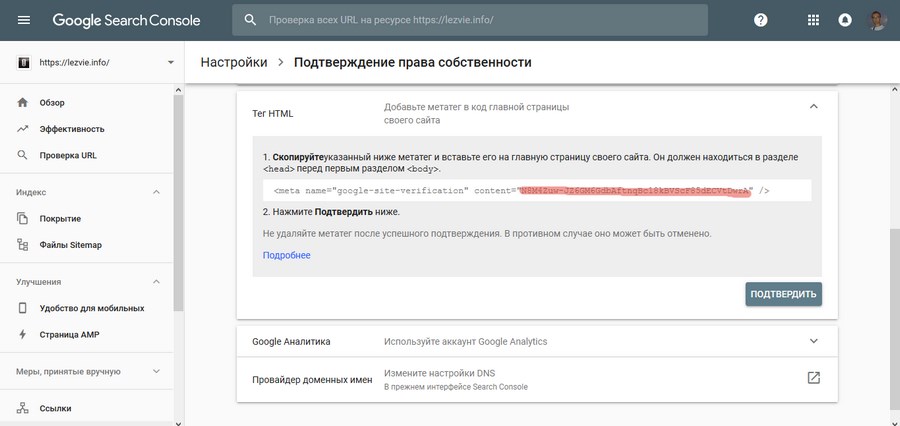 Google Search Console
Проверка всех URL на ресурсе https://lezvie.info/
https://lezvie.info/
Настройки > Подтверждение права собственности
Обзор
Эффективность
Проверка URL
Индекс
Покрытие
Файлы Sitemap
Улучшения
Удобство для мобильных
Страница AMP
Меры, принятые вручную
Ссылки
Тег HTML
Добавьте метатег в код главной страницы
своего сайта
1. Скопируйтеуказанный ниже метатег и вставьте его на главную страницу своего сайта. Он должен находиться в разделе
<head> перед первым разделом <body>.
<meta name="google-site-verification" content=" " />
2. Нажмите Подтвердить ниже.
Не удаляйте метатег после успешного подтверждения. В противном случае оно может быть отменено.
Подробнее
ПОДТВЕРДИТЬ
Google Аналитика
Используйте аккаунт Google Analytics
Провайдер доменных имен
Измените настройки DNS
В прежнем интерфейсе Search Console